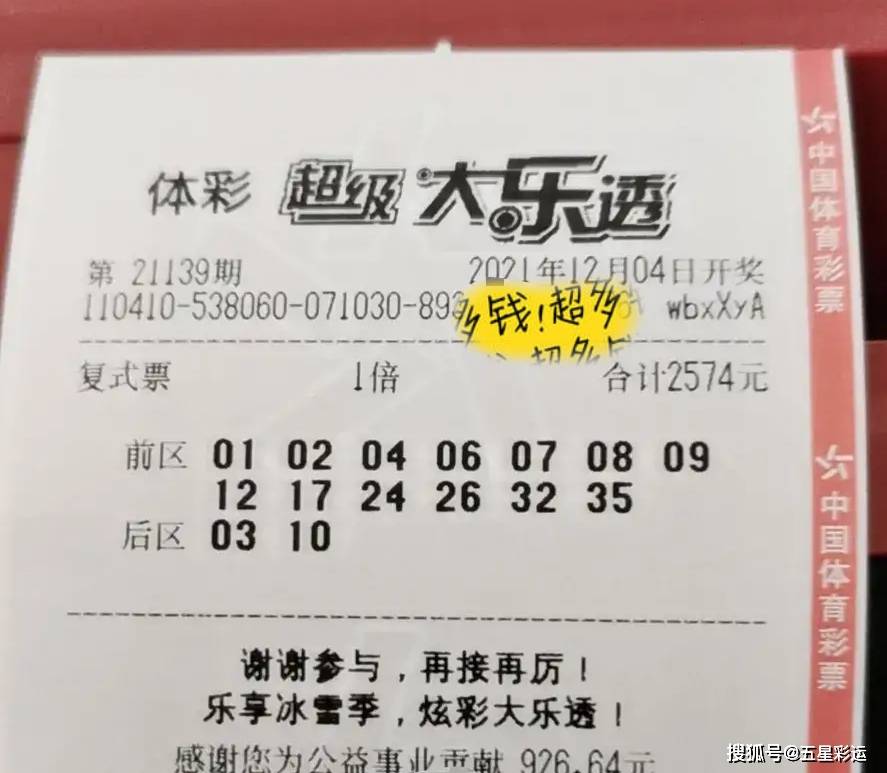 体彩 超级大乐透
第 21139期 2021年12月04日开奖
110410-538060-071030-89 wbxXyA
多钱!超多
超多钱
复式票 1倍 合计2574元
前区 01 02 04 06 07 08 09
12 17 24 26 32 35
后区 03 10
谢谢参与，再接再厉！
乐享冰雪季，炫彩大乐透！
感谢您为公益事业贡献 926.64元
中国体育彩票
中国体育彩票
搜狐号@五星彩运